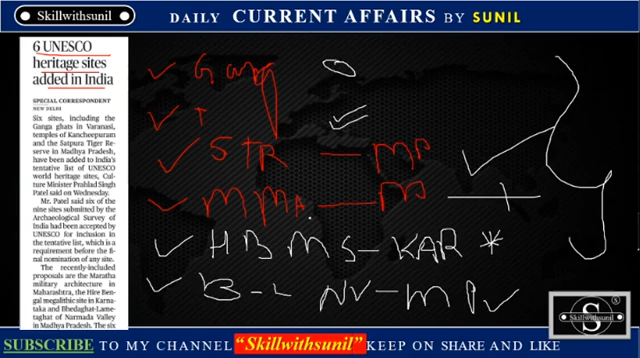 Skillwithsunil
DAILY CURRENT AFFAIRS BY SUNIL
6 UNESCO
heritage sites
added in India
SPECIAL CORRESPONDENT
NEW DELHI
Six sites, including the
Ganga ghats in Varanasi,
temples of Kancheepuram
and the Satpura Tiger Re-
serve in Madhya Pradesh,
have been added to India's
tentative list of UNESCO
world heritage sites, Cul-
ture Minister Prahlad Singh
Patel said on Wednesday.
Mr. Patel said six of the
nine sites submitted by the
Archaeological Survey of
India had been accepted by
UNESCO for inclusion in
the tentative list, which is a
requirement before the fi-
nal nomination of any site.
The recently-included
proposals are the Maratha
military architecture in
Maharashtra, the Hire Ben-
gal megalithic site in Karna-
taka and Bhedaghat-Lame-
taghat of Narmada Valley
in Madhya Pradesh. The six
Gang
T
STR — MP
MMA
HBMS - KAR *
B-L NV - MP
S
Skillwithsunil
SUBSCRIBE TO MY CHANNEL "Skillwithsunil" KEEP ON SHARE AND LIKE